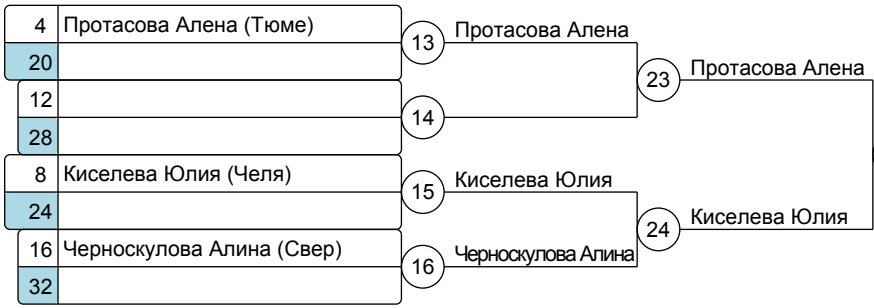 4 Протасова Алена (Тюме)
20
13 Протасова Алена
12
28
14
23 Протасова Алена
8 Киселева Юлия (Челя)
24
15 Киселева Юлия
16 Черноскулова Алина (Свер)
32
16 Черноскулова Алина
24 Киселева Юлия